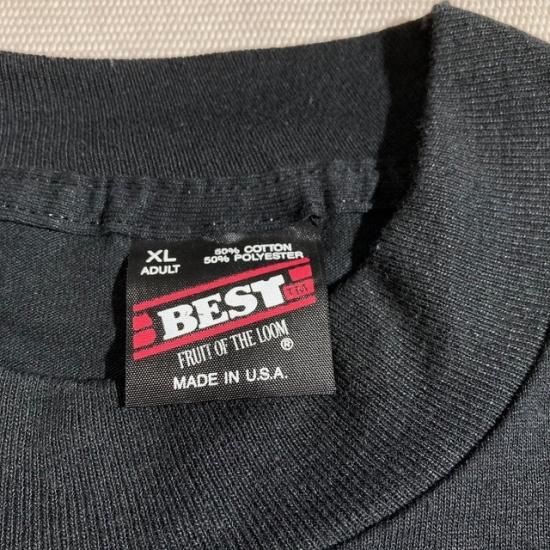 XL
ADULT
50% COTTON
50% POLYESTER
BEST
FRUIT OF THE LOOM ®
MADE IN U.S.A.